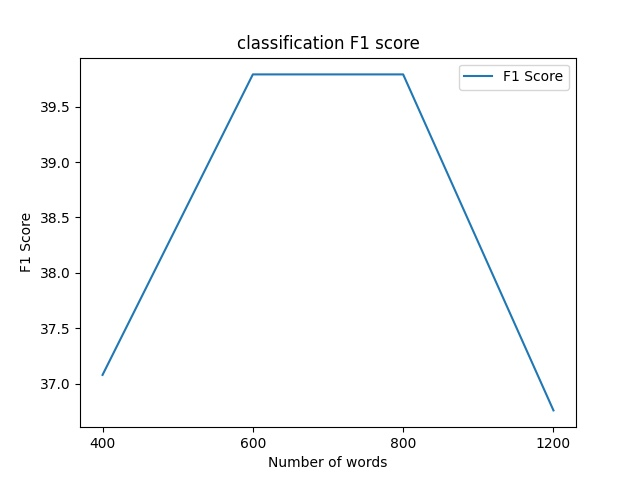 classification F1 score
F1 Score
39.5
39.0
38.5
38.0
37.5
37.0
F1 Score
400 600 800 1200
Number of words